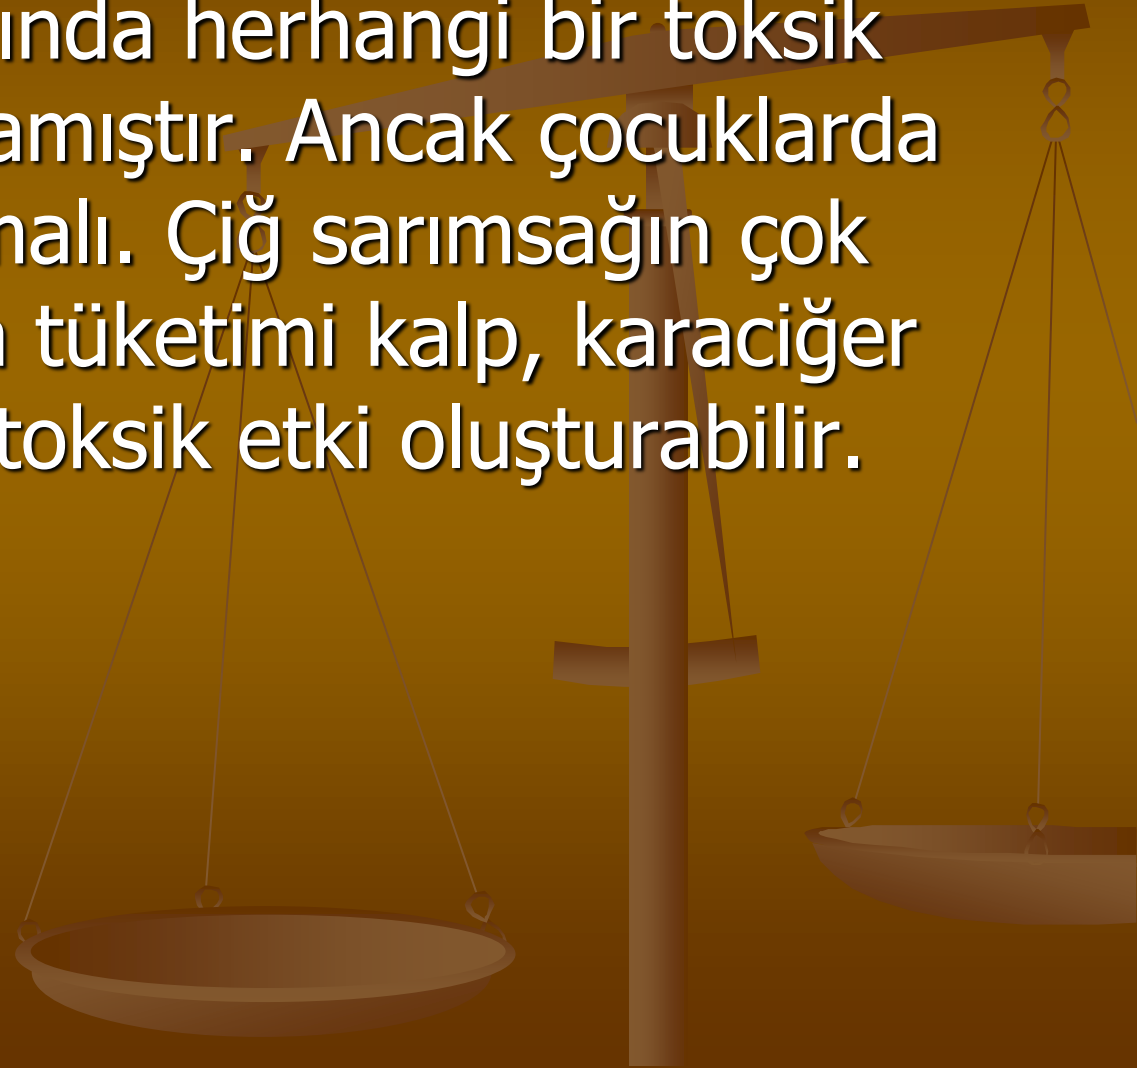 ında herhangi bir toksik
amıştır. Ancak çocuklarda
malı. Çiğ sarımsağın çok
tüketimi kalp, karaciğer
toksik etki oluşturabilir.